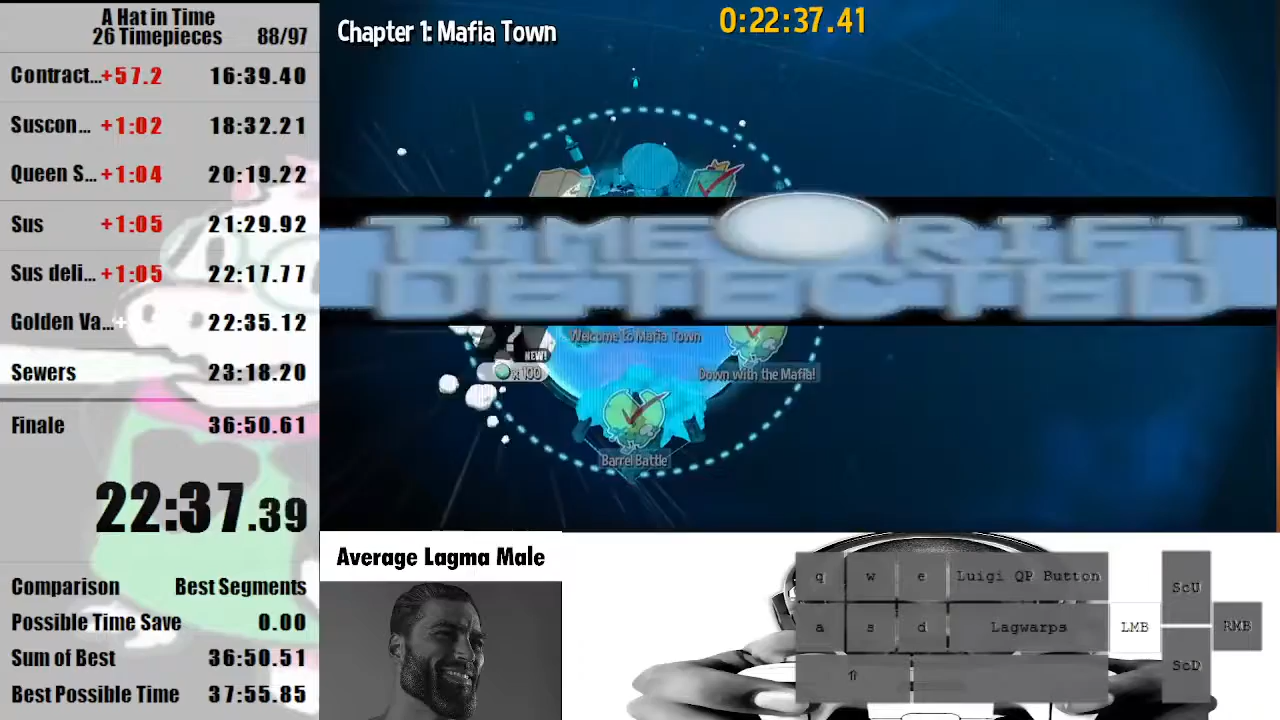 A Hat in Time
26 Timepieces 88/97
Contract... +57.2 16:39.40
Suscon... +1:02 18:32.21
Queen S... +1:04 20:19.22
Sus +1:05 21:29.92
Sus deli... +1:05 22:17.77
Golden Va... + 22:35.12
Sewers 23:18.20
Finale 36:50.61
22:37.39
Comparison Best Segments
Possible Time Save 0.00
Sum of Best 36:50.51
Best Possible Time 37:55.85
Chapter 1: Mafia Town
0:22:37.41
TIME RIFT
DETECTED
Welcome to Mafia Town
NEW!
x 100
Down with the Mafia!
Barrel Battle
Average Lagma Male
q w e Luigi QP Button
a s d Lagwarps
LMB
ScU
RMB
ScD
⇑